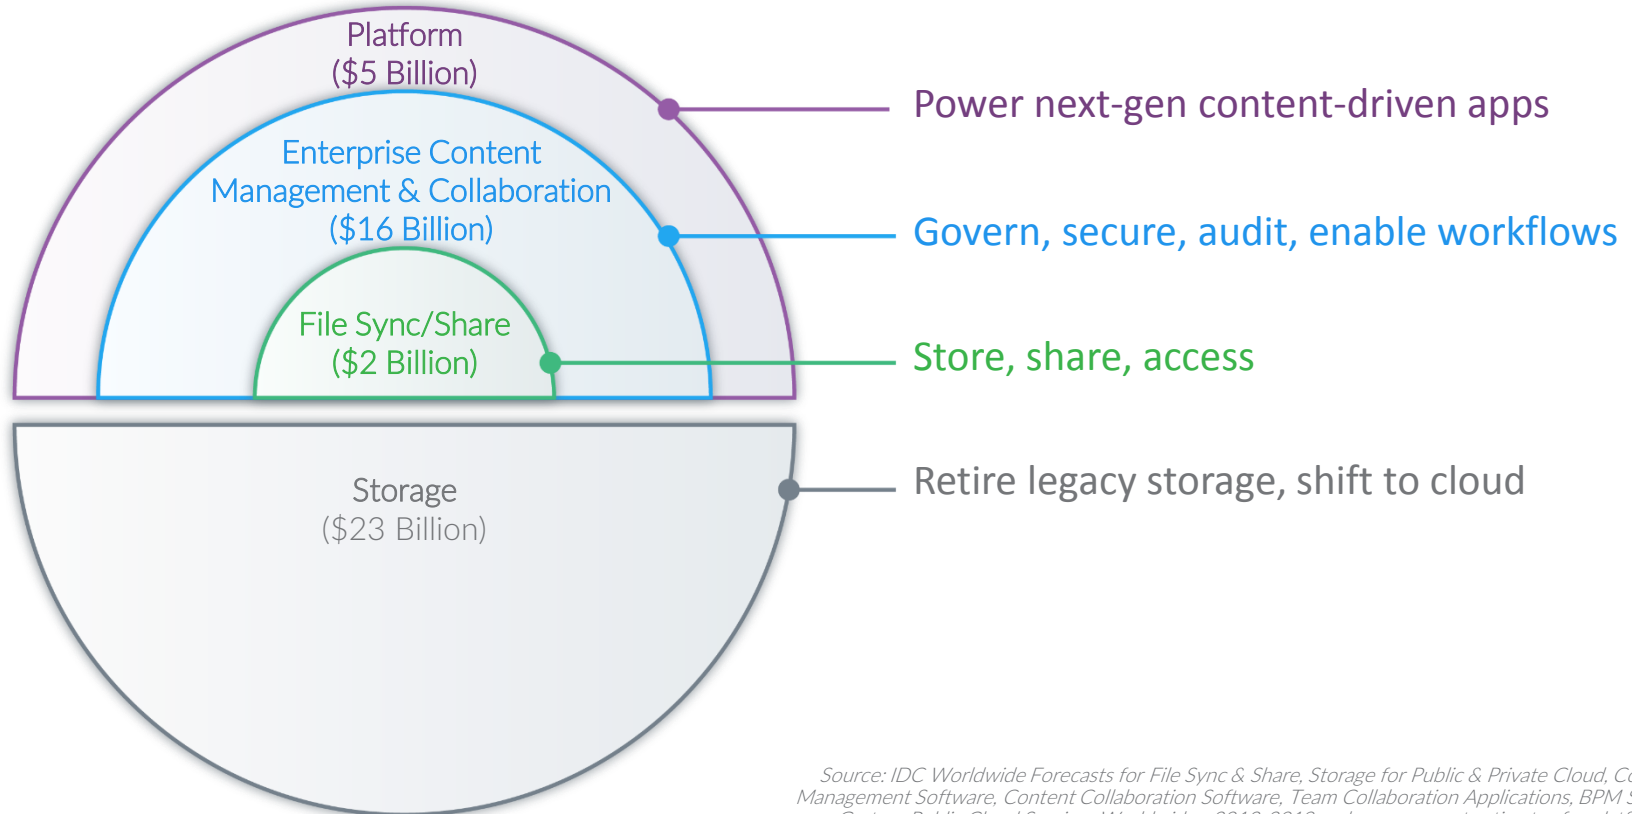 Platform
($5 Billion)
Power next-gen content-driven apps
Enterprise Content
Management & Collaboration
($16 Billion)
Govern, secure, audit, enable workflows
File Sync/Share
($2 Billion)
Store, share, access
Storage
($23 Billion)
Retire legacy storage, shift to cloud
Source: IDC Worldwide Forecasts for File Sync & Share, Storage for Public & Private Cloud,
Management Software, Content Collaboration Software, Team Collaboration Applications, BPM